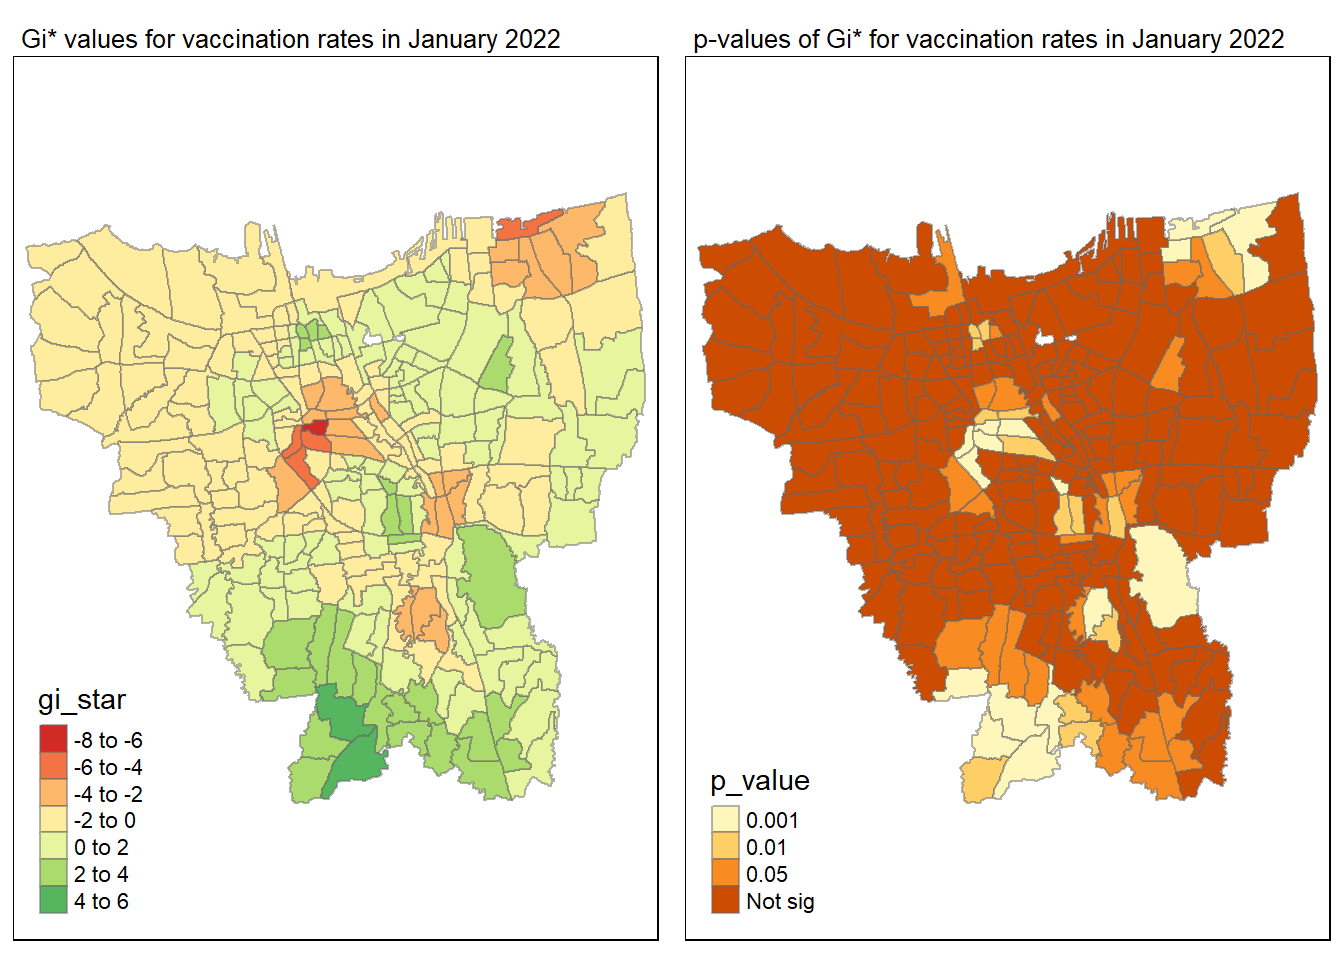 Gi* values for vaccination rates in January 2022
gi_star
-8 to -6
-6 to -4
-4 to -2
-2 to 0
0 to 2
2 to 4
4 to 6
p-values of Gi* for vaccination rates in January 2022
p_value
0.001
0.01
0.05
Not sig